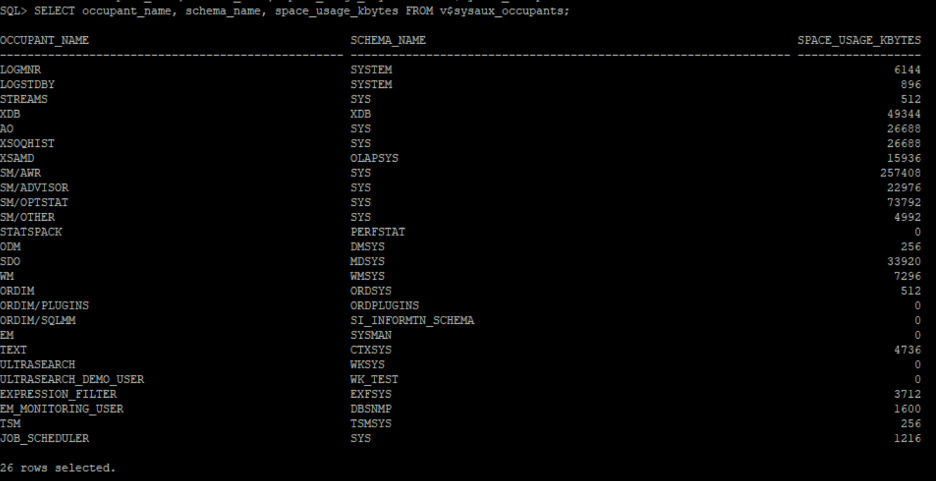 SQL> SELECT occupant_name, schema_name, space_usage_kbytes FROM v$sysaux_occupants;
OCCUPANT_NAME SCHEMA_NAME SPACE_USAGE_KBYTES
---------------------------------------------------------------- ---------------------------------------------------------------- ------------------
LOGMNR SYSTEM 6144
LOGSTDBY SYSTEM 896
STREAMS SYS 512
XDB XDB 49344
AO SYS 26688
XSOQHIST SYS 26688
XSAMD OLAPSYS 15936
SM/AWR SYS 257408
SM/ADVISOR SYS 22976
SM/OPTSTAT SYS 73792
SM/OTHER SYS 4992
STATSPACK PERFSTAT 0
ODM DMSYS 256
SDO MDSYS 33920
WM WMSYS 7296
ORDIM ORDSYS 512
ORDIM/PLUGINS ORDPLUGINS 0
ORDIM/SQLMM SI_INFORMTN_SCHEMA 0
EM SYSMAN 0
TEXT CTXSYS 4736
ULTRASEARCH WKSYS 0
ULTRASEARCH_DEMO_USER WK_TEST 0
EXPRESSION_FILTER EXFSYS 3712
EM_MONITORING_USER DBSNMP 1600
TSM TSMSYS 256
JOB_SCHEDULER SYS 1216
26 rows selected.